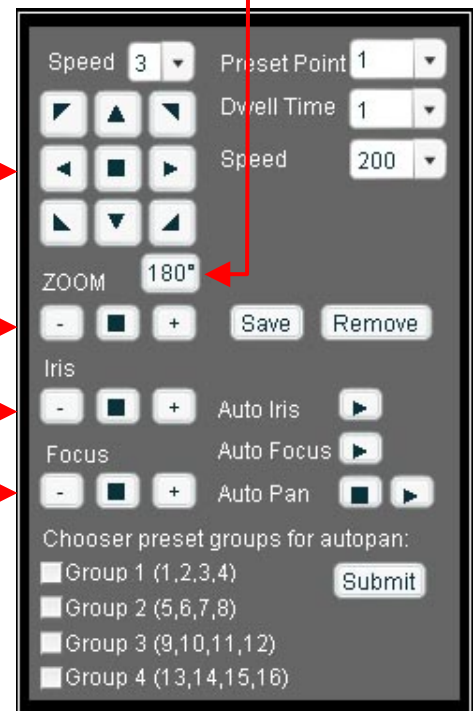 Speed 3 Preset Point 1
Dwell Time 1
Speed 200
ZOOM 180°
- + Save Remove
Iris
- + Auto Iris
Focus Auto Focus
- + Auto Pan
Chooser preset groups for autopan:
Group 1 (1,2,3,4) Submit
Group 2 (5,6,7,8)
Group 3 (9,10,11,12)
Group 4 (13,14,15,16)